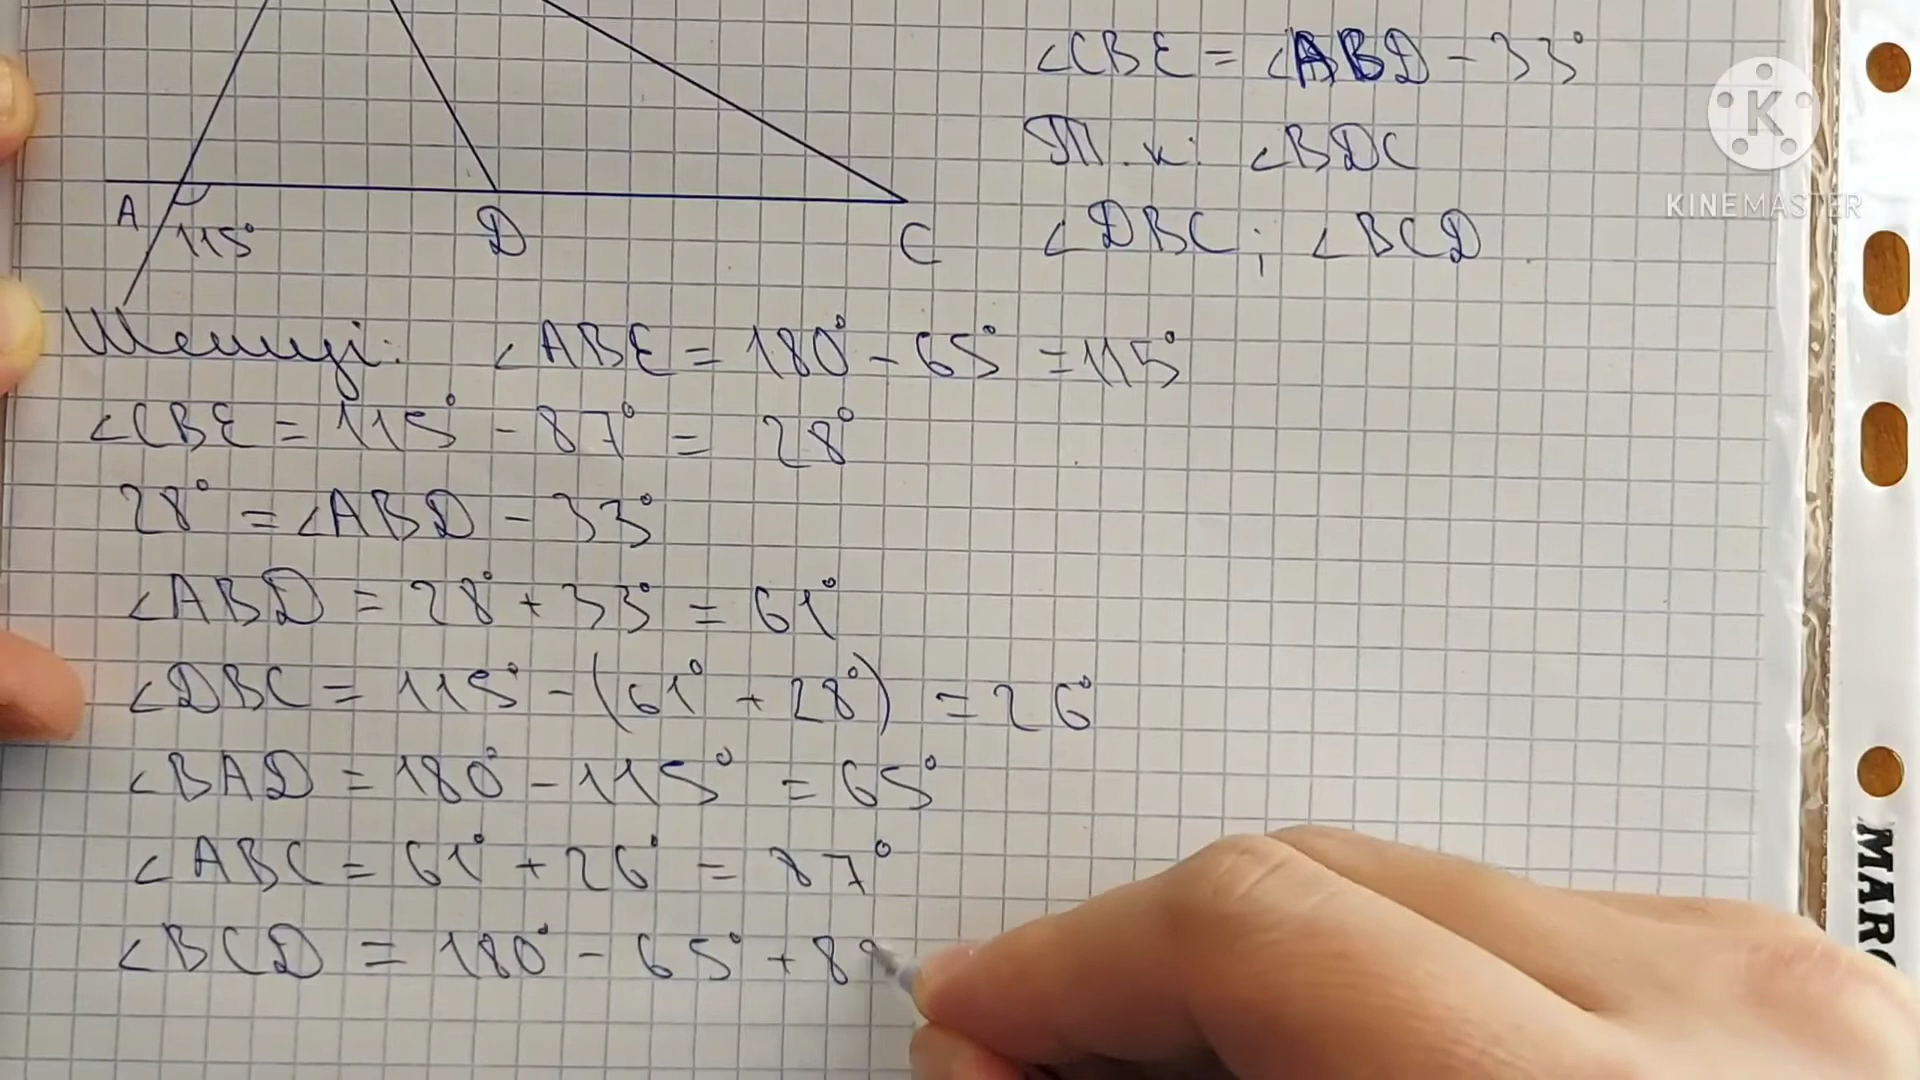 ∠CBE = ∠ABD - 33°
Т.к: ∠BDC
∠DBC; ∠BCD
A 115° D C
Шешуі: ∠ABE = 180° - 65° = 115°
∠CBE = 115° - 87° = 28°
28° = ∠ABD - 33°
∠ABD = 28° + 33° = 61°
∠DBC = 115° - (61° + 28°) = 26°
∠BAD = 180° - 115° = 65°
∠ABC = 61° + 26° = 87°
∠BCD = 180° - 65° + 8
K
KINEMASTER
MARC